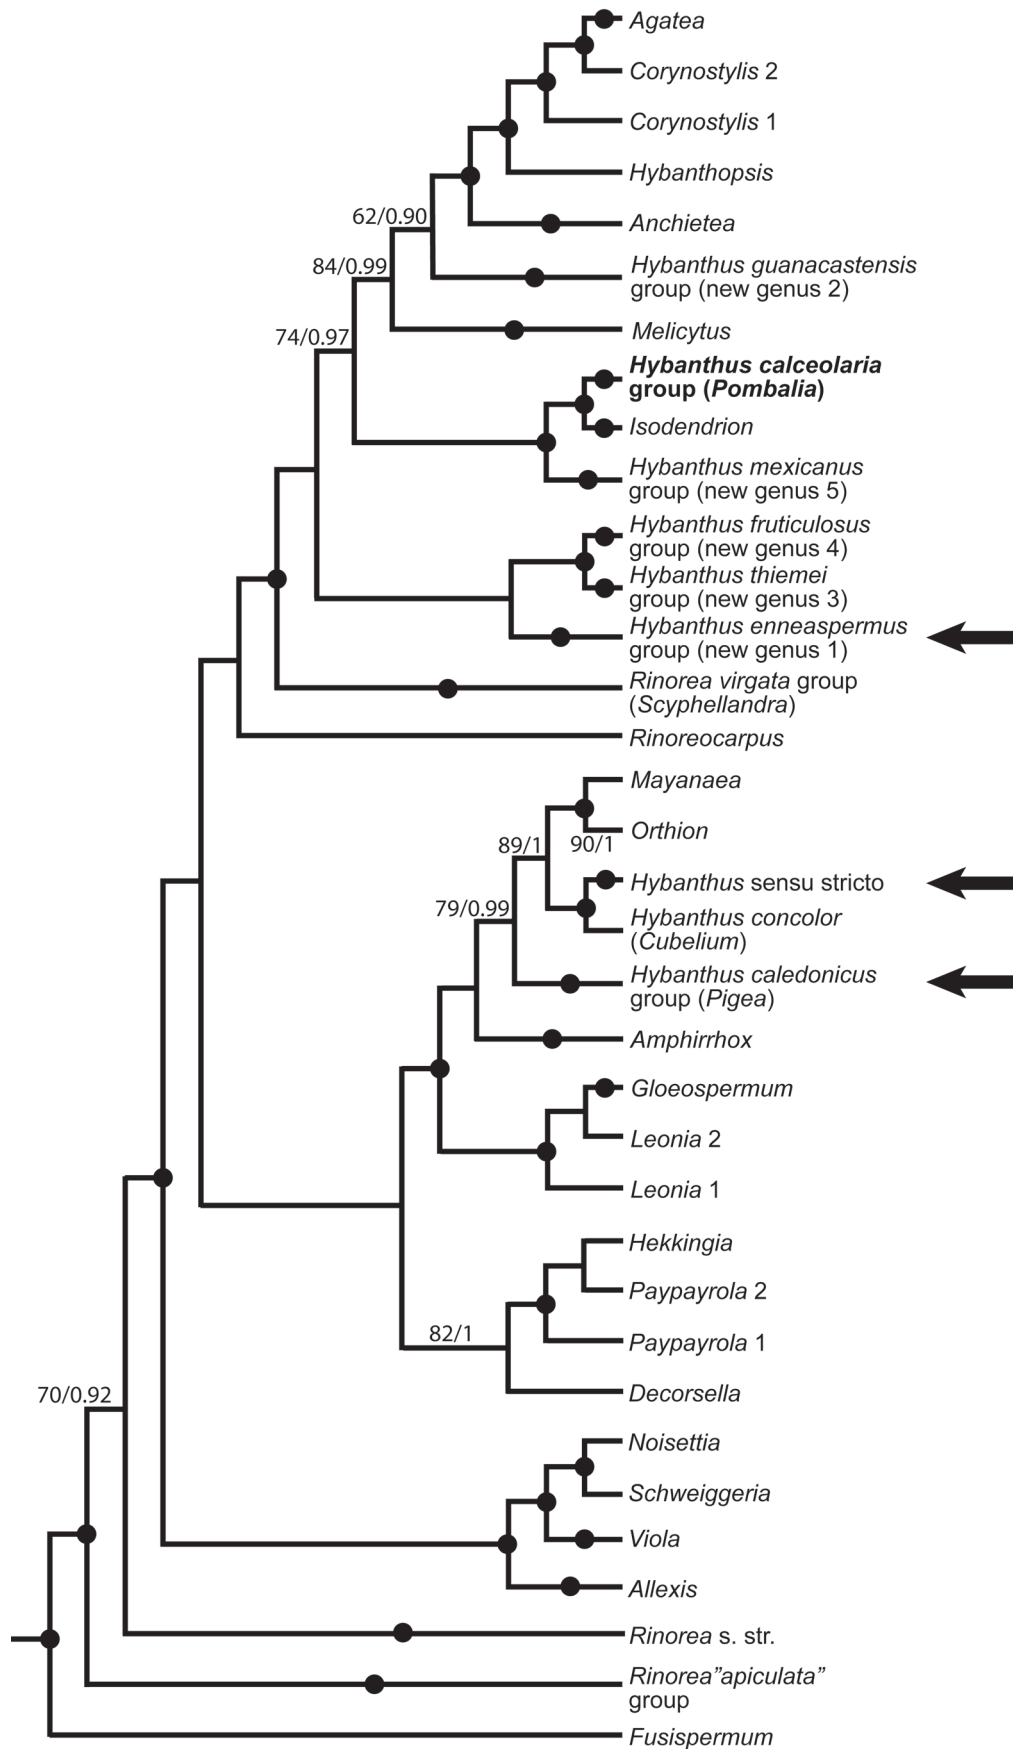 Agatea
Corynostylis 2
Corynostylis 1
Hybanthopsis
Anchietea
62/0.90
Hybanthus guanacastensis
group (new genus 2)
84/0.99
Melicytus
74/0.97
Hybanthus calceolaria
group (Pombalia)
Isodendrion
Hybanthus mexicanus
group (new genus 5)
Hybanthus fruticulosus
group (new genus 4)
Hybanthus thiemei
group (new genus 3)
Hybanthus enneaspermus
group (new genus 1)
Rinorea virgata group
(Scyphellandra)
Rinoreocarpus
Mayanaea
Orthion
89/1
90/1
Hybanthus sensu stricto
79/0.99
Hybanthus concolor
(Cubelium)
Hybanthus caledonicus
group (Pigea)
Amphirrhox
Gloeospermum
Leonia 2
Leonia 1
Hekkingia
Paypayrola 2
82/1
Paypayrola 1
Decorsella
70/0.92
Noisettia
Schweiggeria
Viola
Allexis
Rinorea s. str.
Rinorea”apiculata”
group
Fusispermum